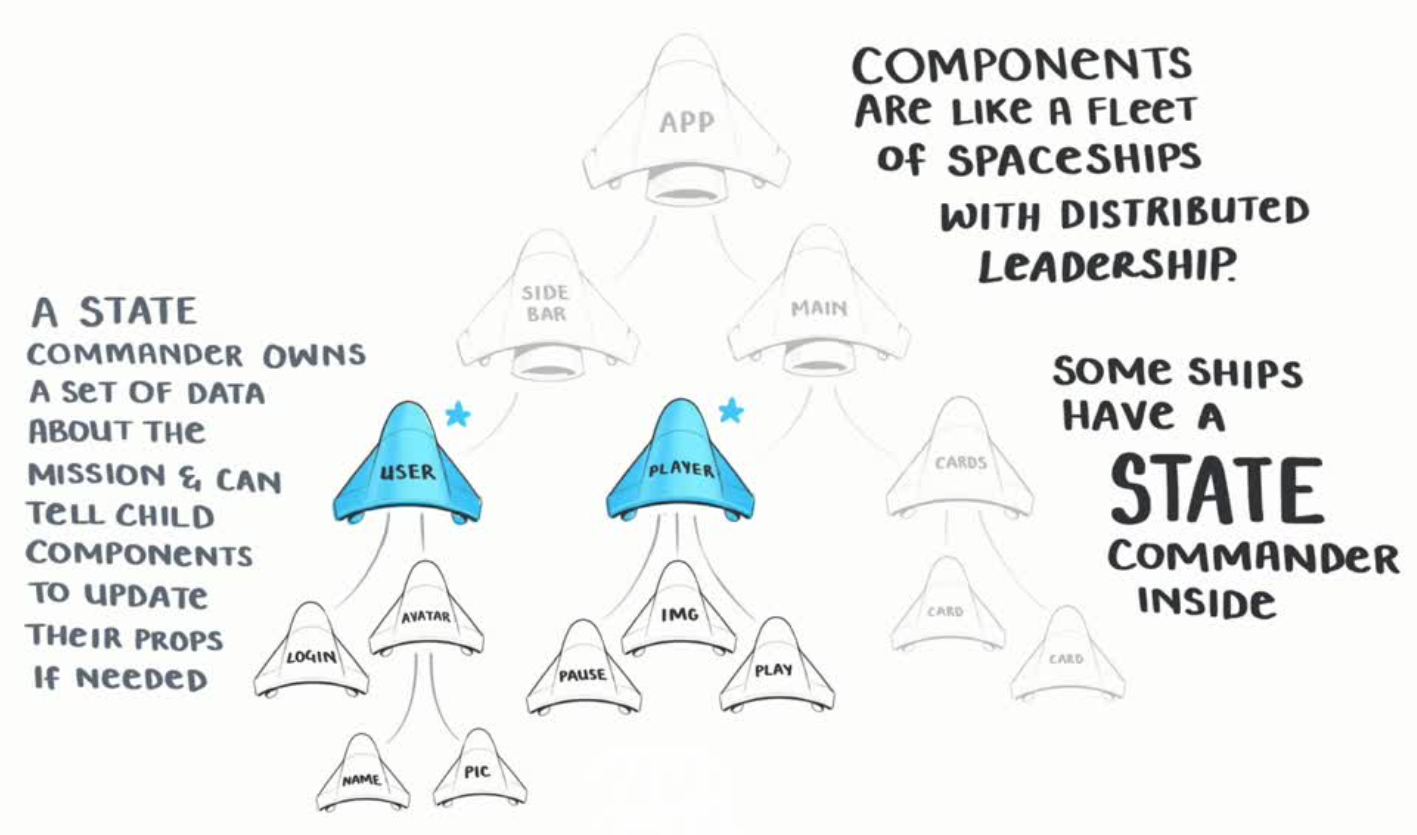 COMPONENTS
ARE LIKE A FLEET
OF SPACESHIPS
WITH DISTRIBUTED
LEADERSHIP.
APP
SIDE
BAR
MAIN
A STATE
COMMANDER OWNS
A SET OF DATA
ABOUT THE
MISSION & CAN
TELL CHILD
COMPONENTS
TO UPDATE
THEIR PROPS
IF NEEDED
SOME SHIPS
HAVE A
STATE
COMMANDER
INSIDE
USER
PLAYER
CARDS
LOGIN
AVATAR
PAUSE
IMG
PLAY
CARD
CARD
NAME
PIC